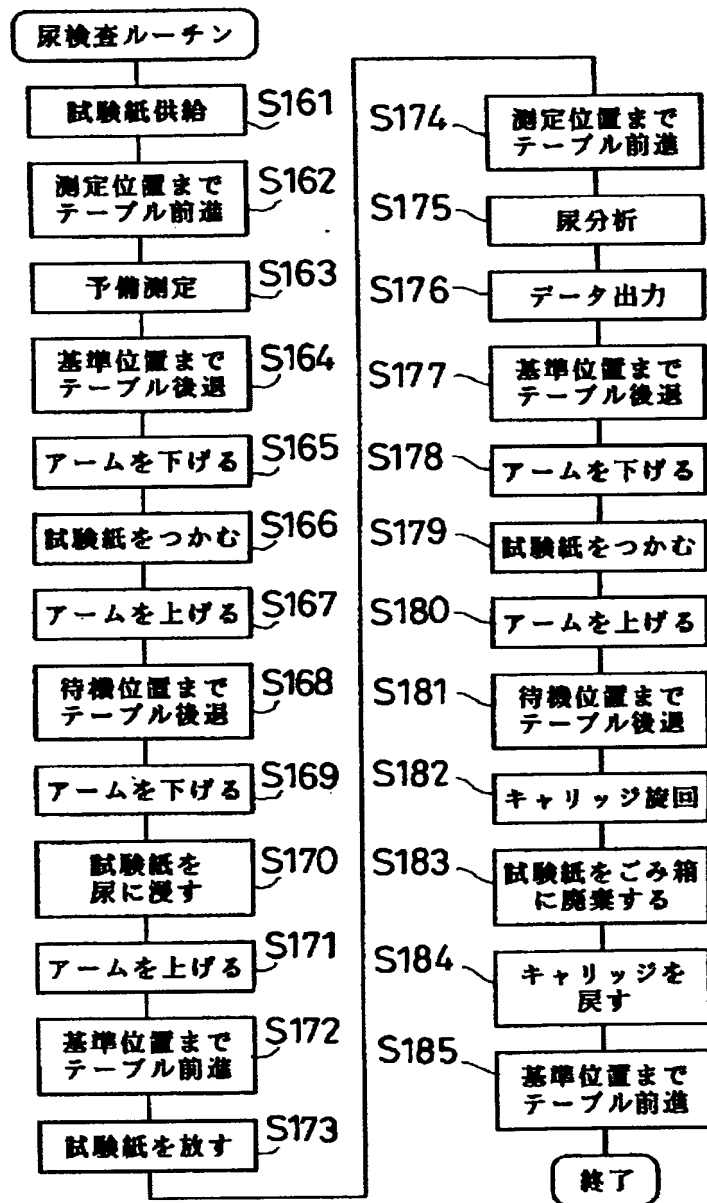 尿検査ルーチン
試験紙供給
S161
測定位置まで
テーブル前進
S162
予備測定
S163
基準位置まで
テーブル後退
S164
アームを下げる
S165
試験紙をつかむ
S166
アームを上げる
S167
待機位置まで
テーブル後退
S168
アームを下げる
S169
試験紙を
尿に浸す
S170
アームを上げる
S171
基準位置まで
テーブル前進
S172
試験紙を放す
S173
S174
測定位置まで
テーブル前進
S175
尿分析
S176
データ出力
S177
基準位置まで
テーブル後退
S178
アームを下げる
S179
試験紙をつかむ
S180
アームを上げる
S181
待機位置まで
テーブル後退
S182
キャリッジ旋回
S183
試験紙をごみ箱
に廃棄する
S184
キャリッジを
戻す
S185
基準位置まで
テーブル前進
終了